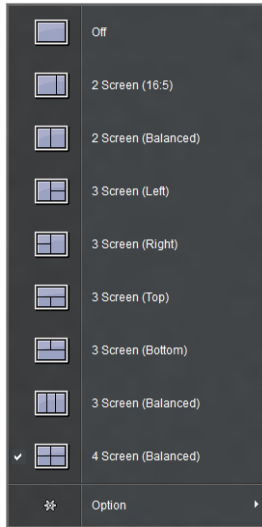 Off
2 Screen (16:5)
2 Screen (Balanced)
3 Screen (Left)
3 Screen (Right)
3 Screen (Top)
3 Screen (Bottom)
3 Screen (Balanced)
4 Screen (Balanced)
Option